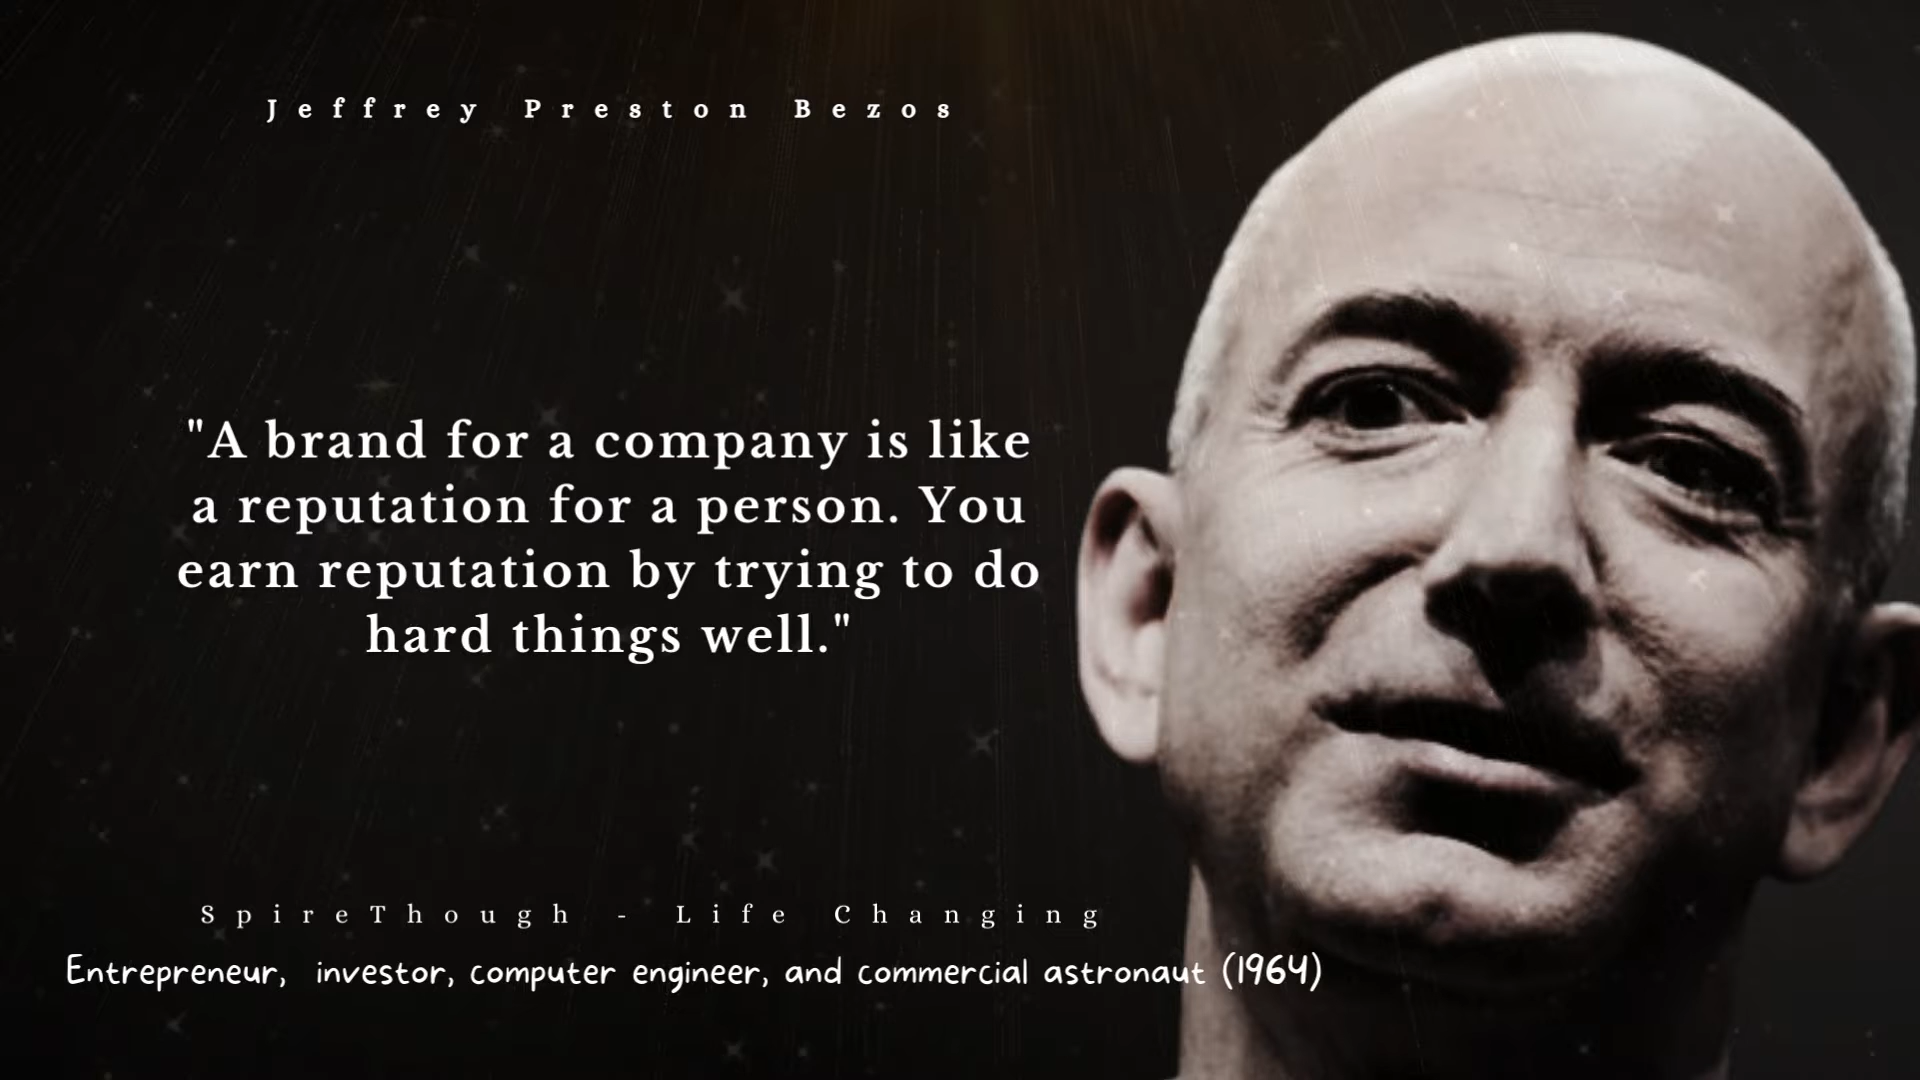 Jeffrey Preston Bezos
"A brand for a company is like
a reputation for a person. You
earn reputation by trying to do
hard things well."
SpireThough - Life Changing
Entrepreneur, investor, computer engineer, and commercial astronaut (1964)